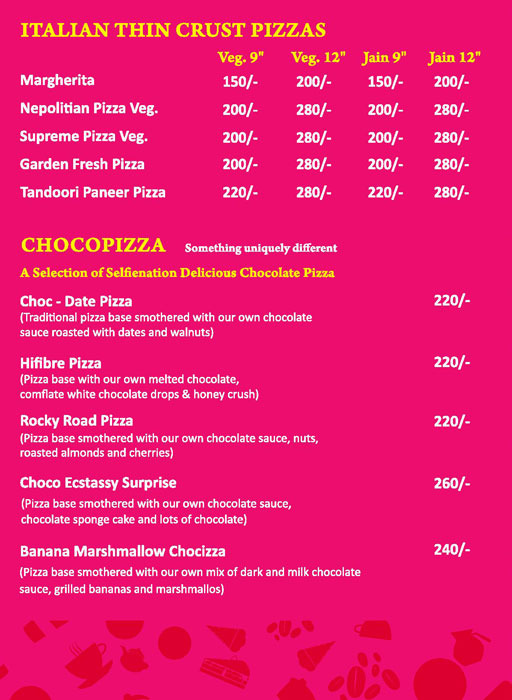 ITALIAN THIN CRUST PIZZAS
Veg. 9" Veg. 12" Jain 9" Jain 12"
Margherita 150/- 200/- 150/- 200/-
Nepolitian Pizza Veg. 200/- 280/- 200/- 280/-
Supreme Pizza Veg. 200/- 280/- 200/- 280/-
Garden Fresh Pizza 200/- 280/- 200/- 280/-
Tandoori Paneer Pizza 220/- 280/- 220/- 280/-
CHOCOPIZZA Something uniquely different
A Selection of Selfienation Delicious Chocolate Pizza
Choc - Date Pizza 220/-
(Traditional pizza base smothered with our own chocolate
sauce roasted with dates and walnuts)
Hifibre Pizza 220/-
(Pizza base with our own melted chocolate,
comflate white chocolate drops & honey crush)
Rocky Road Pizza 220/-
(Pizza base smothered with our own chocolate sauce, nuts,
roasted almonds and cherries)
Choco Ecstassy Surprise 260/-
(Pizza base smothered with our own chocolate sauce,
chocolate sponge cake and lots of chocolate)
Banana Marshmallow Chocizza 240/-
(Pizza base smothered with our own mix of dark and milk chocolate
sauce, grilled bananas and marshmallos)